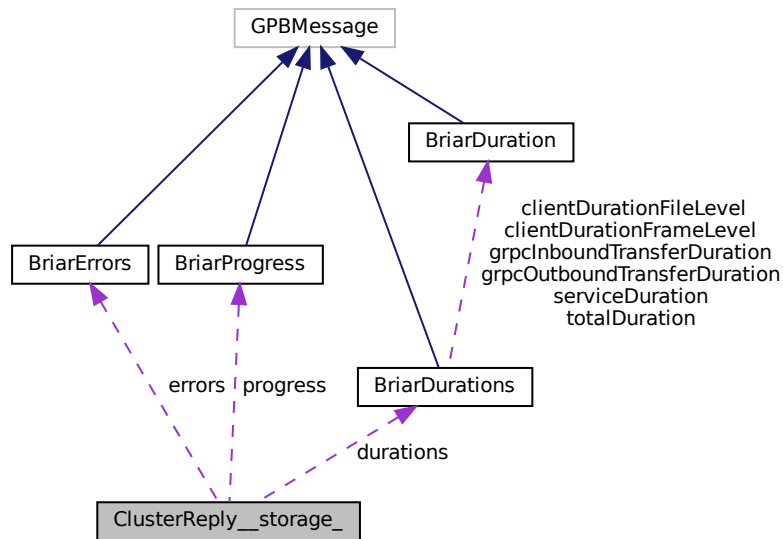 GPBMessage
BriarDuration
clientDurationFileLevel
clientDurationFrameLevel
grpcInboundTransferDuration
grpcOutboundTransferDuration
serviceDuration
totalDuration
BriarErrors
BriarProgress
BriarDurations
errors
progress
durations
ClusterReply__storage_